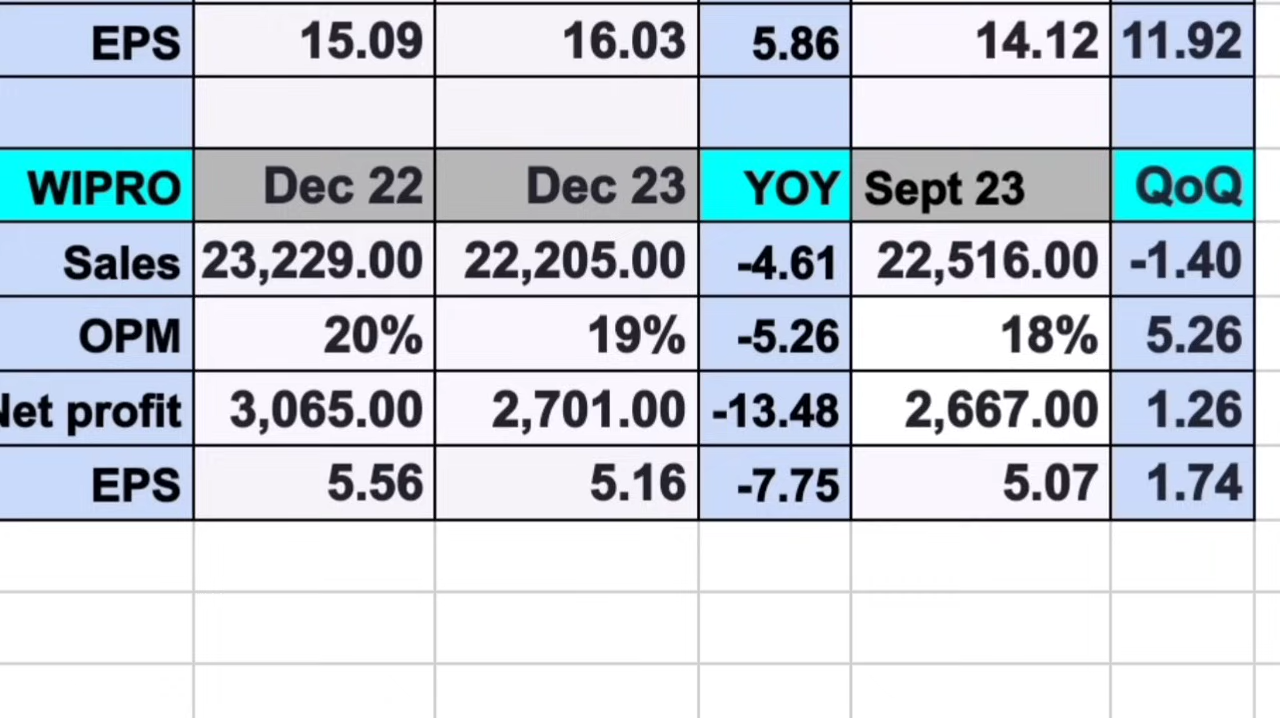 EPS 15.09 16.03 5.86 14.12 11.92
WIPRO Dec 22 Dec 23 YOY Sept 23 QoQ
Sales 23,229.00 22,205.00 -4.61 22,516.00 -1.40
OPM 20% 19% -5.26 18% 5.26
Net profit 3,065.00 2,701.00 -13.48 2,667.00 1.26
EPS 5.56 5.16 -7.75 5.07 1.74